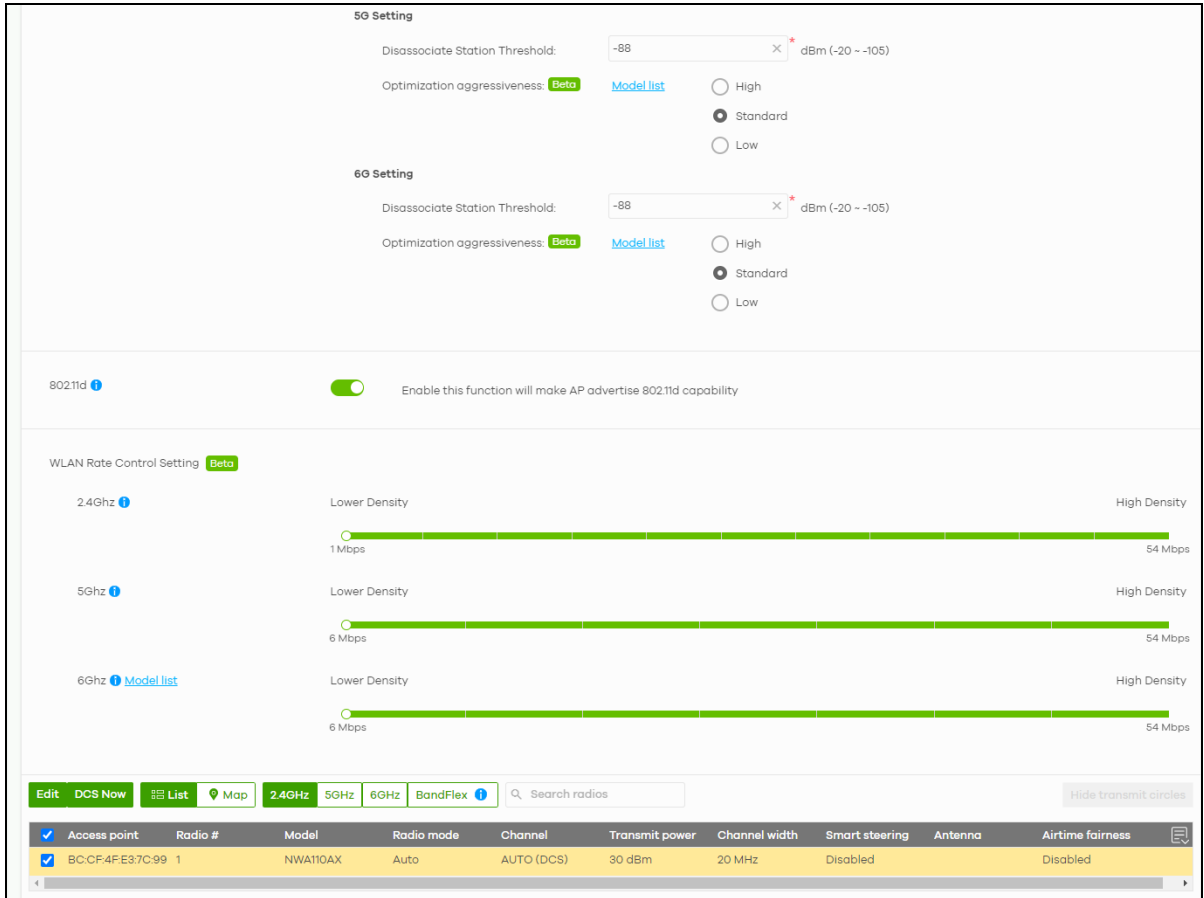 5G Setting
Disassociate Station Threshold: -88 × * dBm (-20 ~ -105)
Optimization aggressiveness: Beta Model list High
Standard
Low
6G Setting
Disassociate Station Threshold: -88 × * dBm (-20 ~ -105)
Optimization aggressiveness: Beta Model list High
Standard
Low
802.11d i Enable this function will make AP advertise 802.11d capability
WLAN Rate Control Setting Beta
2.4Ghz i Lower Density High Density
1 Mbps 54 Mbps
5Ghz i Lower Density High Density
6 Mbps 54 Mbps
6Ghz i Model list Lower Density High Density
6 Mbps 54 Mbps
Edit DCS Now List Map 2.4GHz 5GHz 6GHz BandFlex i Search radios Hide transmit circles
Access point Radio # Model Radio mode Channel Transmit power Channel width Smart steering Antenna Airtime fairness
BC:CF:4F:E3:7C:99 1 NWA110AX Auto AUTO (DCS) 30 dBm 20 MHz Disabled Disabled